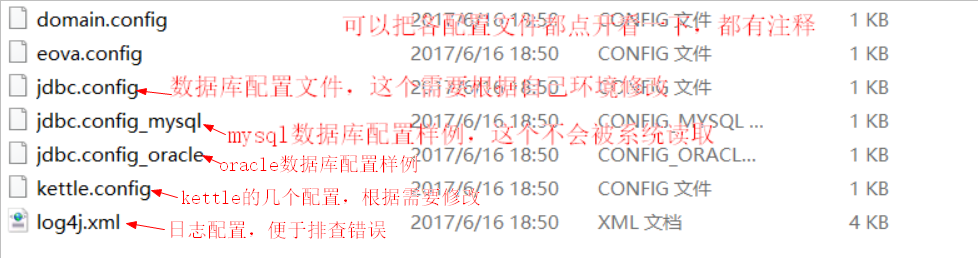 domain.config 2017/6/16 18:50 CONFIG 文件 1 KB
可以把各配置文件都点开看一下，都有注释
eova.config 2017/6/16 18:50 CONFIG 文件 1 KB
jdbc.config 2017/6/16 18:50 CONFIG 文件 1 KB
数据库配置文件，这个需要根据自己环境修改
jdbc.config_mysql 2017/6/16 18:50 CONFIG_MYSQL ... 1 KB
mysql数据库配置样例，这个不会被系统读取
jdbc.config_oracle 2017/6/16 18:50 CONFIG_ORACL... 1 KB
oracle数据库配置样例
kettle.config 2017/6/16 18:50 CONFIG 文件 1 KB
kettle的几个配置，根据需要修改
log4j.xml 2017/6/16 18:50 XML 文档 4 KB
日志配置，便于排查错误